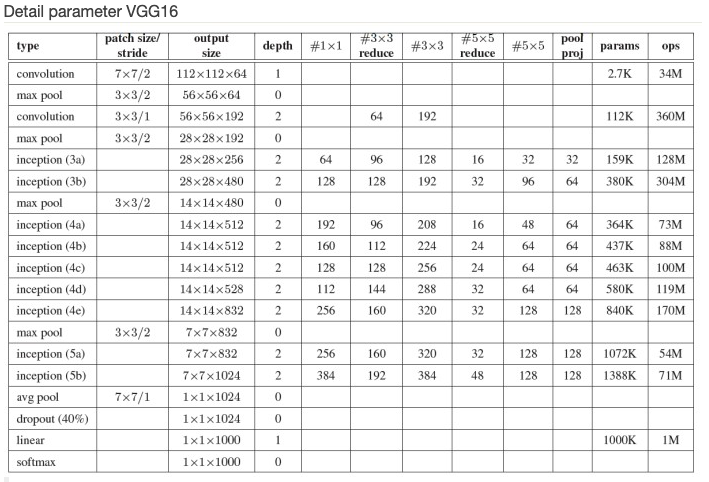 Detail parameter VGG16
type patch size/ stride output size depth #1×1 #3×3 reduce #3×3 #5×5 reduce #5×5 pool proj params ops
convolution 7×7/2 112×112×64 1 2.7K 34M
max pool 3×3/2 56×56×64 0
convolution 3×3/1 56×56×192 2 64 192 112K 360M
max pool 3×3/2 28×28×192 0
inception (3a) 28×28×256 2 64 96 128 16 32 32 159K 128M
inception (3b) 28×28×480 2 128 128 192 32 96 64 380K 304M
max pool 3×3/2 14×14×480 0
inception (4a) 14×14×512 2 192 96 208 16 48 64 364K 73M
inception (4b) 14×14×512 2 160 112 224 24 64 64 437K 88M
inception (4c) 14×14×512 2 128 128 256 24 64 64 463K 100M
inception (4d) 14×14×528 2 112 144 288 32 64 64 580K 119M
inception (4e) 14×14×832 2 256 160 320 32 128 128 840K 170M
max pool 3×3/2 7×7×832 0
inception (5a) 7×7×832 2 256 160 320 32 128 128 1072K 54M
inception (5b) 7×7×1024 2 384 192 384 48 128 128 1388K 71M
avg pool 7×7/1 1×1×1024 0
dropout (40%) 1×1×1024 0
linear 1×1×1000 1 1000K 1M
softmax 1×1×1000 0